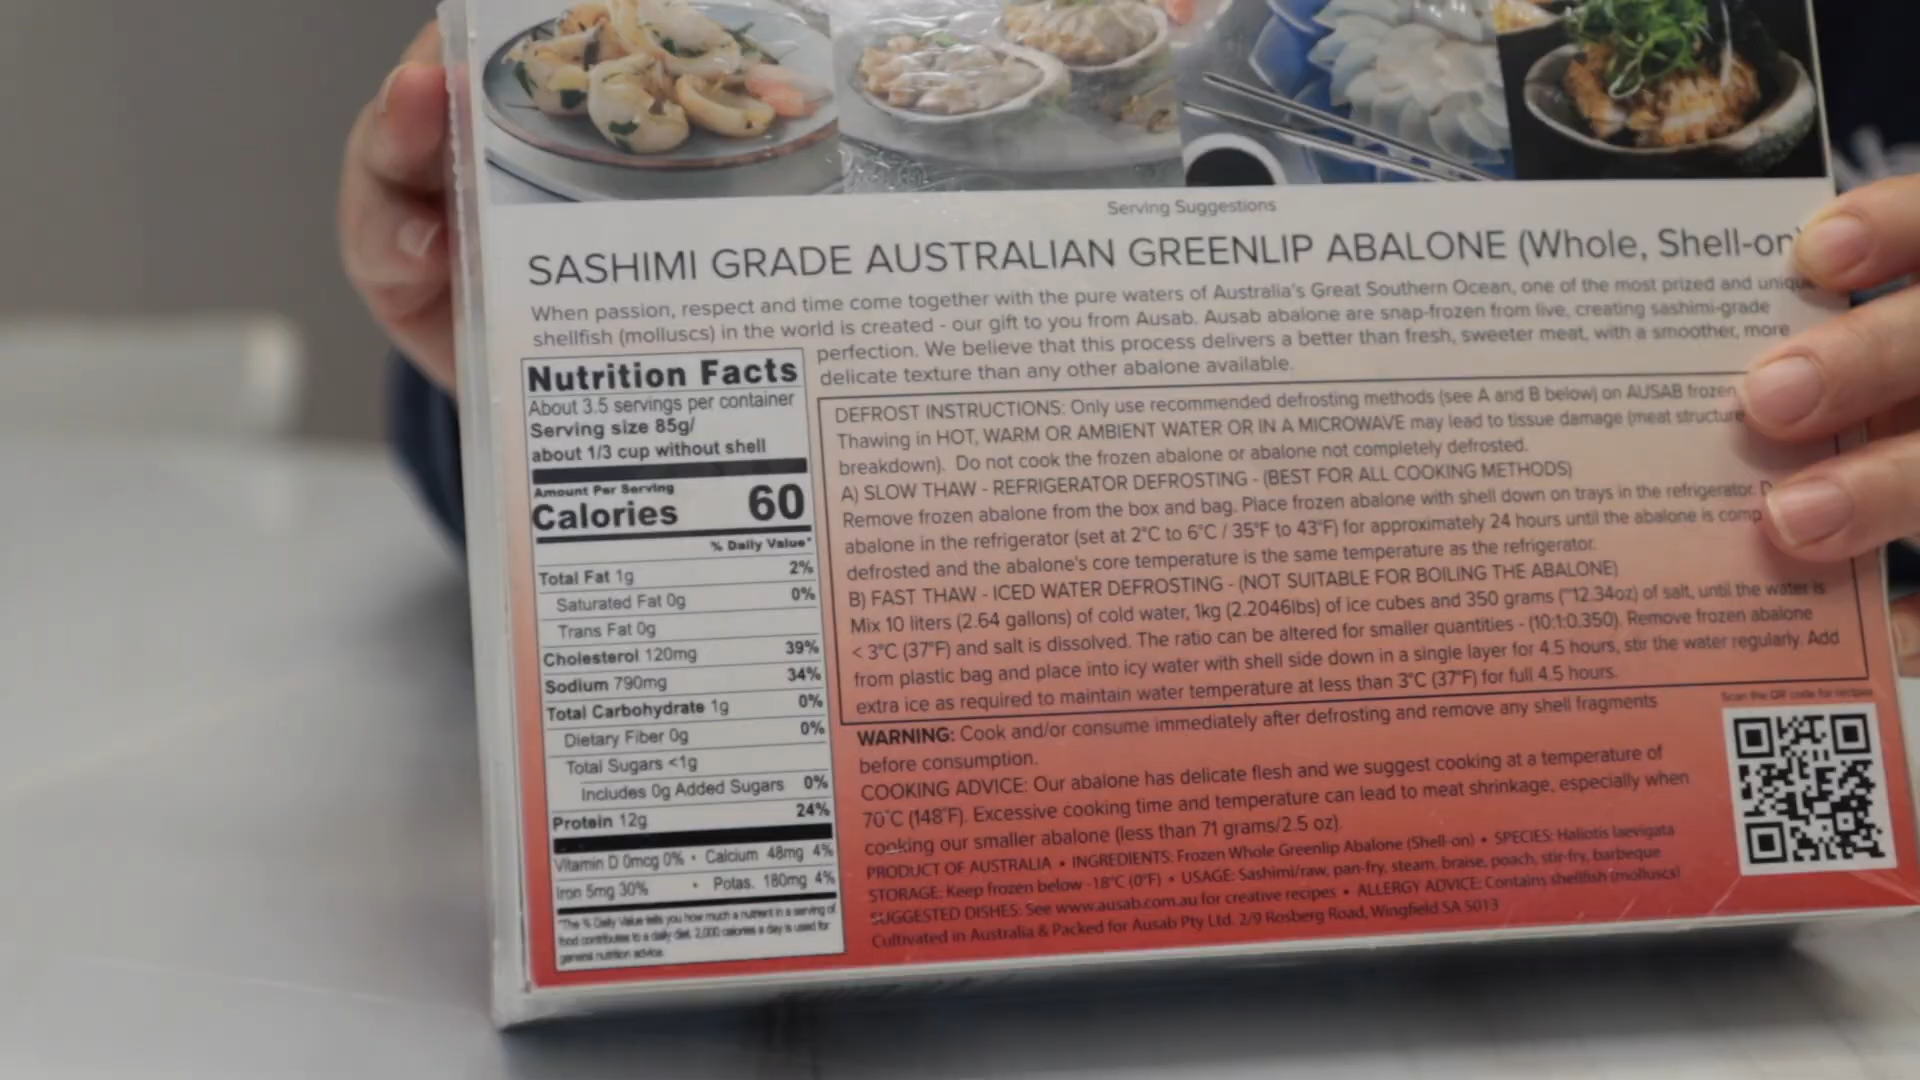 Serving Suggestions
SASHIMI GRADE AUSTRALIAN GREENLIP ABALONE (Whole, Shell-on)
When passion, respect and time come together with the pure waters of Australia's Great Southern Ocean, one of the most prized and unique
shellfish (molluscs) in the world is created - our gift to you from Ausab. Ausab abalone are snap-frozen from live, creating sashimi-grade
perfection. We believe that this process delivers a better than fresh, sweeter meat, with a smoother, more
delicate texture than any other abalone available.
Nutrition Facts
About 3.5 servings per container
Serving size 85g/
about 1/3 cup without shell
Amount Per Serving
Calories 60
% Daily Value*
Total Fat 1g 2%
Saturated Fat 0g 0%
Trans Fat 0g
Cholesterol 120mg 39%
Sodium 790mg 34%
Total Carbohydrate 1g 0%
Dietary Fiber 0g 0%
Total Sugars <1g
Includes 0g Added Sugars 0%
Protein 12g 24%
Vitamin D 0mcg 0% • Calcium 48mg 4%
Iron 5mg 30% • Potas. 180mg 4%
*The % Daily Value tells you how much a nutrient in a serving of
food contributes to a daily diet. 2,000 calories a day is used for
general nutrition advice.
DEFROST INSTRUCTIONS: Only use recommended defrosting methods (see A and B below) on AUSAB frozen
Thawing in HOT, WARM OR AMBIENT WATER OR IN A MICROWAVE may lead to tissue damage (meat structure
breakdown). Do not cook the frozen abalone or abalone not completely defrosted.
A) SLOW THAW - REFRIGERATOR DEFROSTING - (BEST FOR ALL COOKING METHODS)
Remove frozen abalone from the box and bag. Place frozen abalone with shell down on trays in the refrigerator. D
abalone in the refrigerator (set at 2°C to 6°C / 35°F to 43°F) for approximately 24 hours until the abalone is comp
defrosted and the abalone's core temperature is the same temperature as the refrigerator.
B) FAST THAW - ICED WATER DEFROSTING - (NOT SUITABLE FOR BOILING THE ABALONE)
Mix 10 liters (2.64 gallons) of cold water, 1kg (2.2046lbs) of ice cubes and 350 grams (~12.34oz) of salt, until the water is
< 3°C (37°F) and salt is dissolved. The ratio can be altered for smaller quantities - (10:1:0.350). Remove frozen abalone
from plastic bag and place into icy water with shell side down in a single layer for 4.5 hours, stir the water regularly. Add
extra ice as required to maintain water temperature at less than 3°C (37°F) for full 4.5 hours.
WARNING: Cook and/or consume immediately after defrosting and remove any shell fragments
before consumption.
COOKING ADVICE: Our abalone has delicate flesh and we suggest cooking at a temperature of
70°C (148°F). Excessive cooking time and temperature can lead to meat shrinkage, especially when
cooking our smaller abalone (less than 71 grams/2.5 oz).
PRODUCT OF AUSTRALIA • INGREDIENTS: Frozen Whole Greenlip Abalone (Shell-on) • SPECIES: Haliotis laevigata
STORAGE: Keep frozen below -18°C (0°F) • USAGE: Sashimi/raw, pan-fry, steam, braise, poach, stir-fry, barbeque
SUGGESTED DISHES: See www.ausab.com.au for creative recipes • ALLERGY ADVICE: Contains shellfish (molluscs)
Cultivated in Australia & Packed for Ausab Pty Ltd. 2/9 Rosberg Road, Wingfield SA 5013
Scan the QR code for recipes